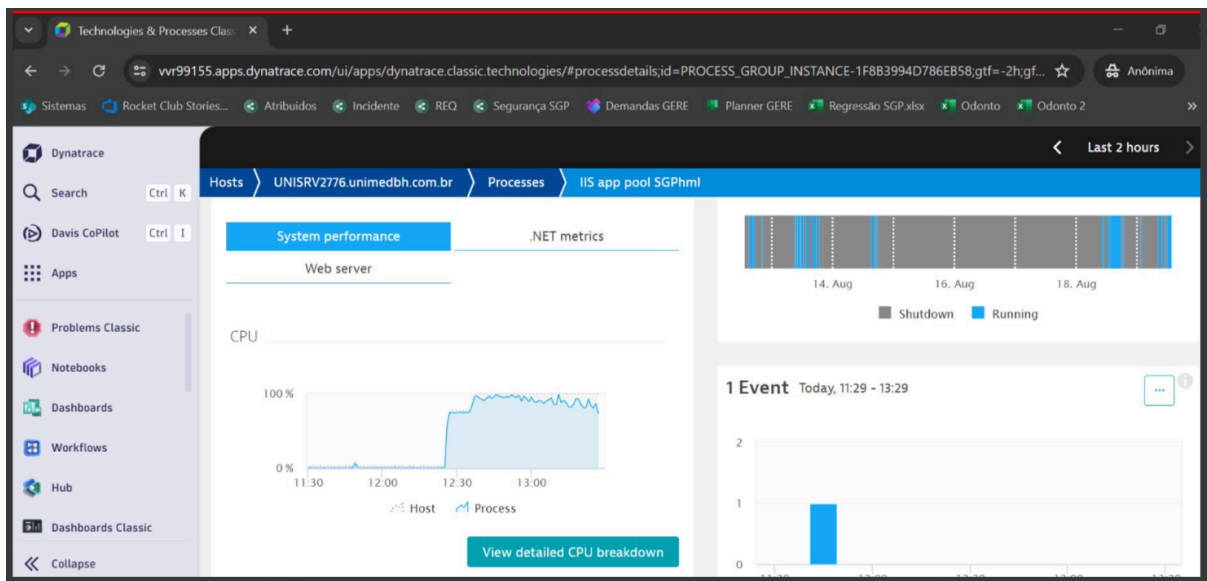 Technologies & Processes Clas
vvr99155.apps.dynatrace.com/ui/apps/dynatrace.classic.technologies/#processdetails;id=PROCESS_GROUP_INSTANCE-1F8B3994D786EB58;gtf=-2h;gf... Anônima
Sistemas Rocket Club Stories... Atribuidos Incidente REQ Segurança SGP Demandas GERE Planner GERE Regressão SGP.xlsx Odonto Odonto 2 »
Dynatrace
Search Ctrl K
Davis CoPilot Ctrl I
Apps
Problems Classic
Notebooks
Dashboards
Workflows
Hub
Dashboards Classic
Collapse
Last 2 hours
Hosts UNISRV2776.unimedbh.com.br Processes IIS app pool SGPhml
System performance .NET metrics
Web server
CPU
100 %
0 %
11:30 12:00 12:30 13:00
Host Process
View detailed CPU breakdown
14. Aug 16. Aug 18. Aug
Shutdown Running
1 Event Today, 11:29 - 13:29
...
2
1
0